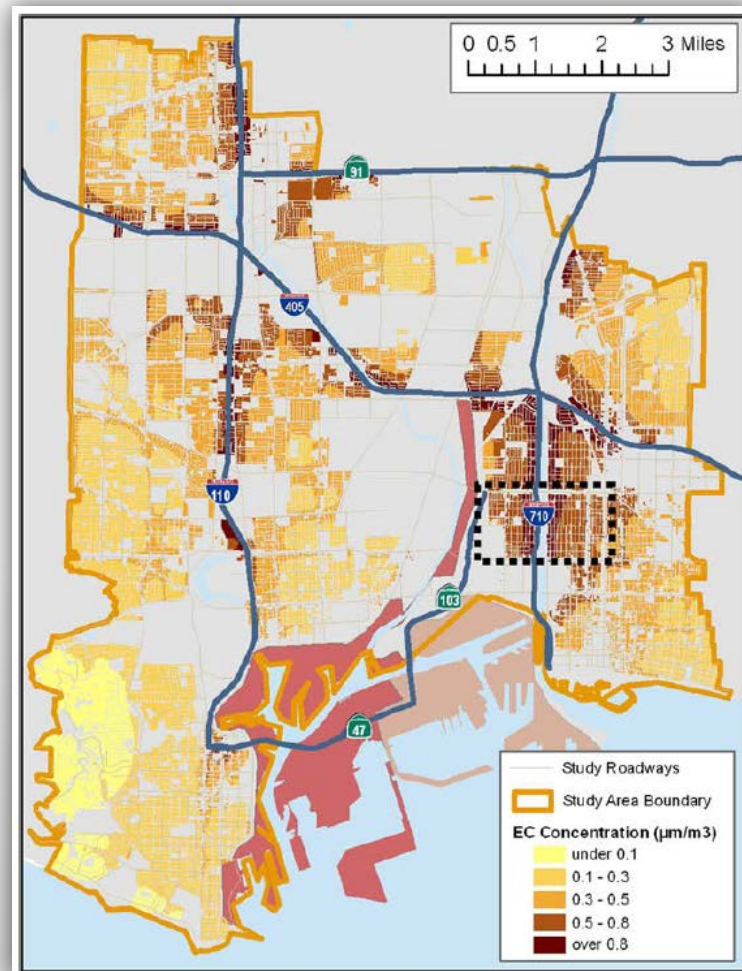 0 0.5 1 2 3 Miles
91
405
110
710
103
47
Study Roadways
Study Area Boundary
EC Concentration (µm/m3)
under 0.1
0.1 - 0.3
0.3 - 0.5
0.5 - 0.8
over 0.8